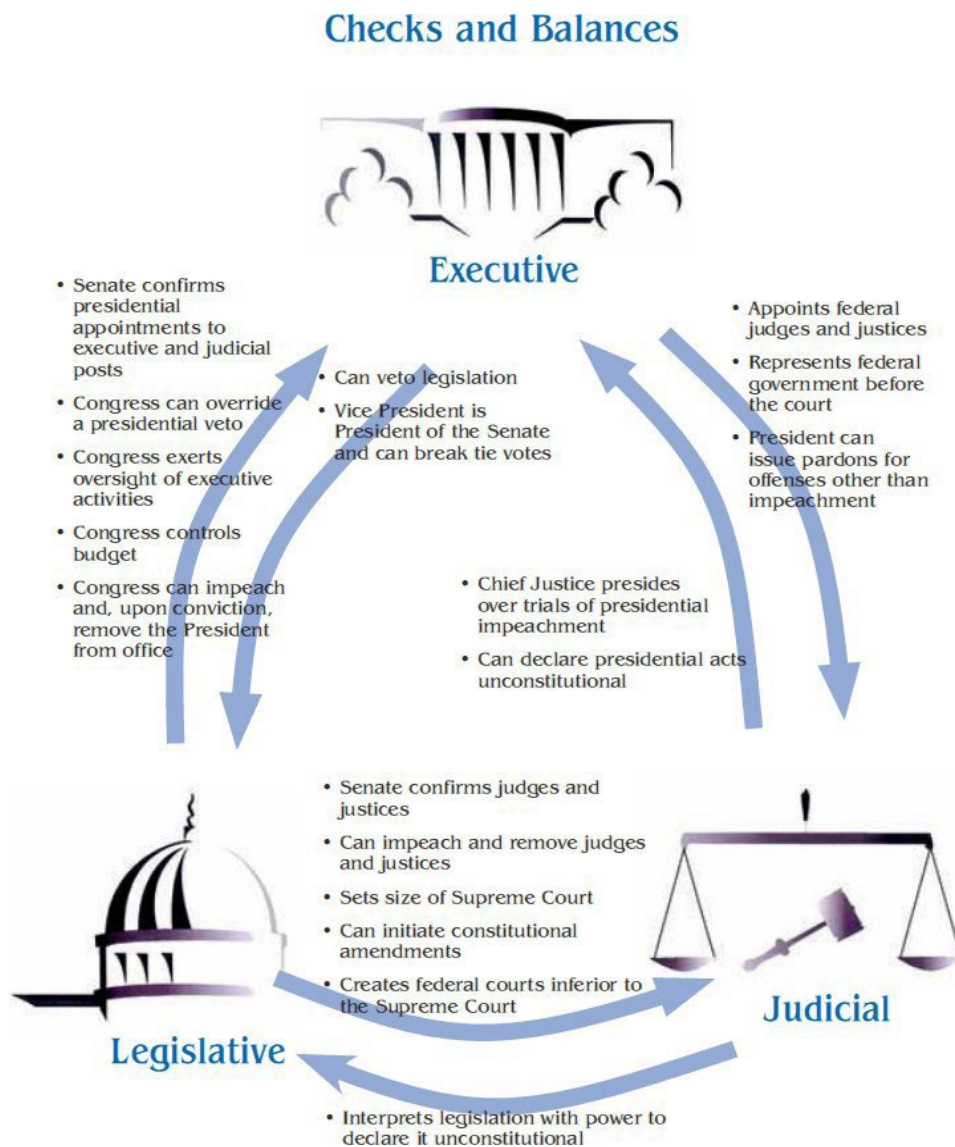 Checks and Balances
Executive
• Senate confirms
presidential
appointments to
executive and judicial
posts
• Congress can override
a presidential veto
• Congress exerts
oversight of executive
activities
• Congress controls
budget
• Congress can impeach
and, upon conviction,
remove the President
from office
• Can veto legislation
• Vice President is
President of the Senate
and can break tie votes
• Appoints federal
judges and justices
• Represents federal
government before
the court
• President can
issue pardons for
offenses other than
impeachment
• Chief Justice presides
over trials of presidential
impeachment
• Can declare presidential acts
unconstitutional
• Senate confirms judges and
justices
• Can impeach and remove judges
and justices
• Sets size of Supreme Court
• Can initiate constitutional
amendments
• Creates federal courts inferior to
the Supreme Court
Legislative
Judicial
• Interprets legislation with power to
declare it unconstitutional